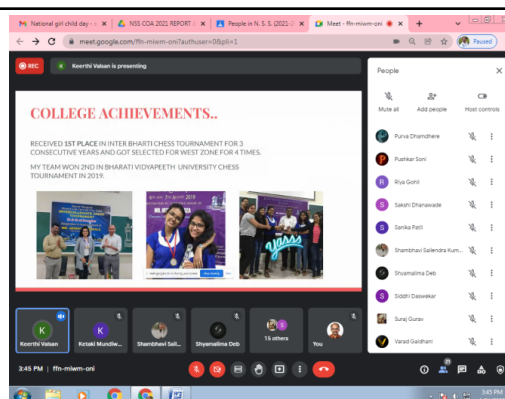 National girl child day -
NSS COA 2021 REPORT
People in N. S. S. (2021-2
Meet - ffn-miwm-oni
meet.google.com/ffn-miwm-oni?authuser=0&pli=1
Paused
REC
K
Keerthi Valsan is presenting
COLLEGE ACHIEVEMENTS..
RECEIVED 1ST PLACE IN INTER BHARTI CHESS TOURNAMENT FOR 3
CONSECUTIVE YEARS AND GOT SELECTED FOR WEST ZONE FOR 4 TIMES.
MY TEAM WON 2ND IN BHARATI VIDYAPEETH UNIVERSITY CHESS
TOURNAMENT IN 2019.
yasss
People
Mute all
Add people
Host controls
Purva Dhamdhere
Pushkar Soni
R
Riya Gohil
S
Sakshi Dhanawade
S
Sanika Patil
Shambhavi Sailendra Kum...
Shyamalima Deb
S
Siddhi Daswekar
Suraj Gurav
Varad Gaidhani
K
Keerthi Valsan
K
Ketaki Mundiw...
Shambhavi Sail...
Shyamalima Deb
S
15 others
You
3:45 PM | ffn-miwm-oni
21
3:45 PM